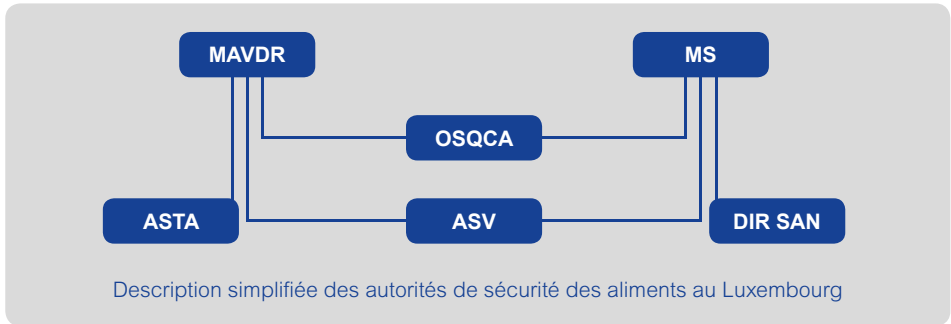 MAVDR
MS
OSQCA
ASTA
ASV
DIR SAN
Description simplifiée des autorités de sécurité des aliments au Luxembourg